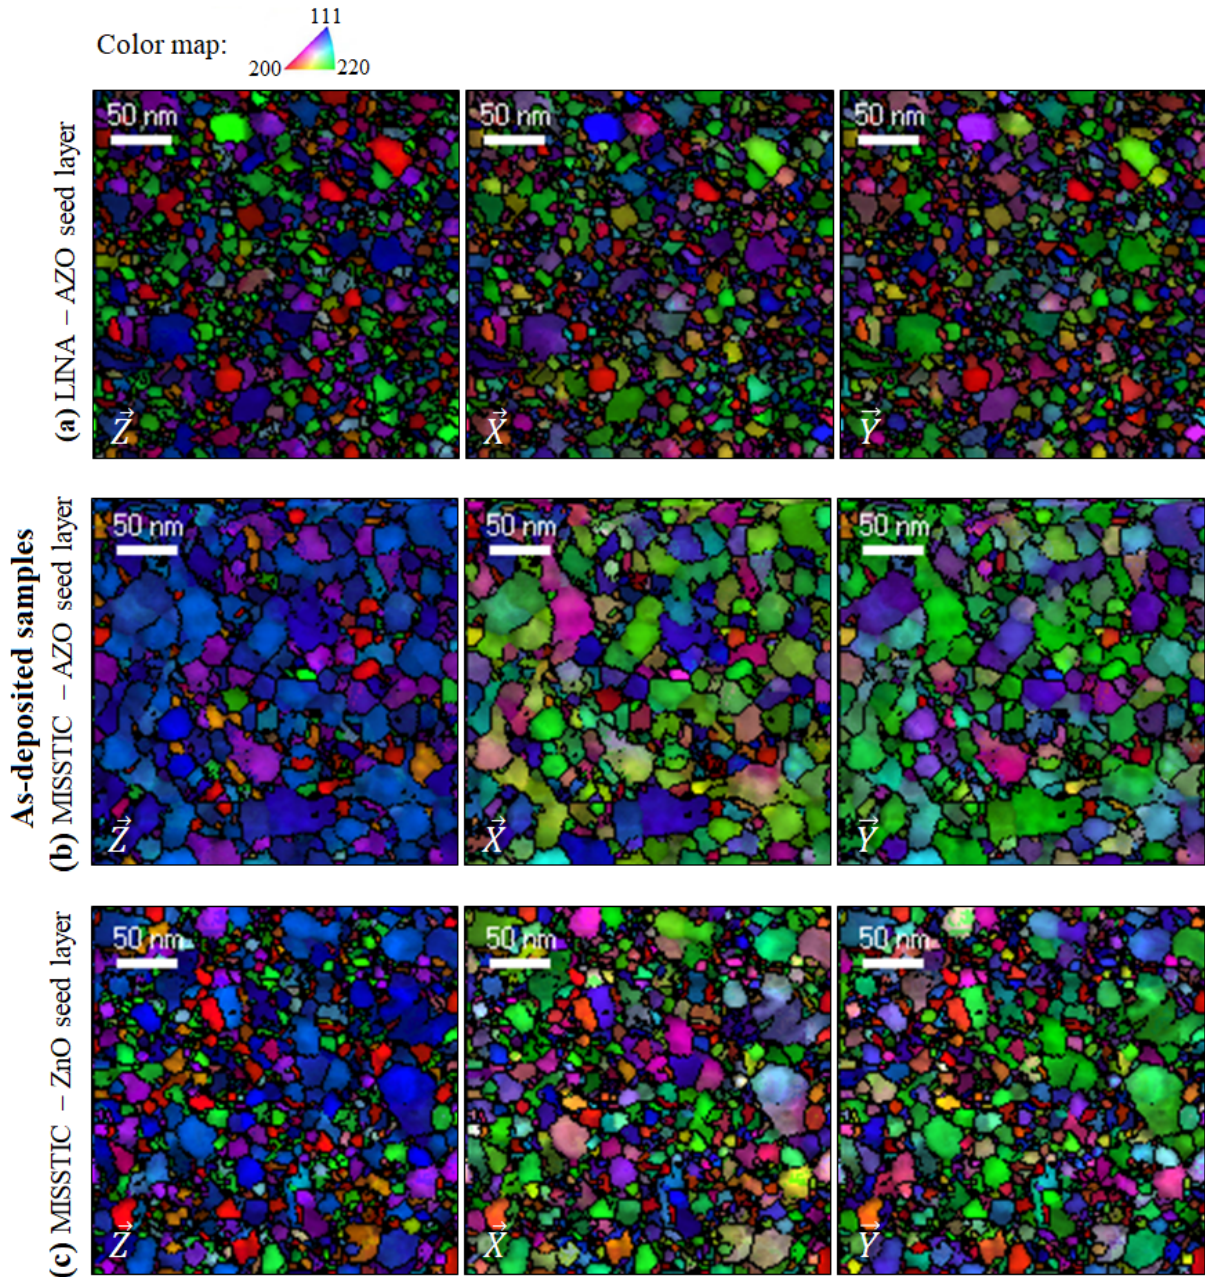 111
Color map:
200
220
As-deposited samples
(a) LINA – AZO seed layer
50 nm
50 nm
50 nm
Z
X
Y
(b) MISSTIC – AZO seed layer
50 nm
50 nm
50 nm
Z
X
Y
(c) MISSTIC – ZnO seed layer
50 nm
50 nm
50 nm
Z
X
Y